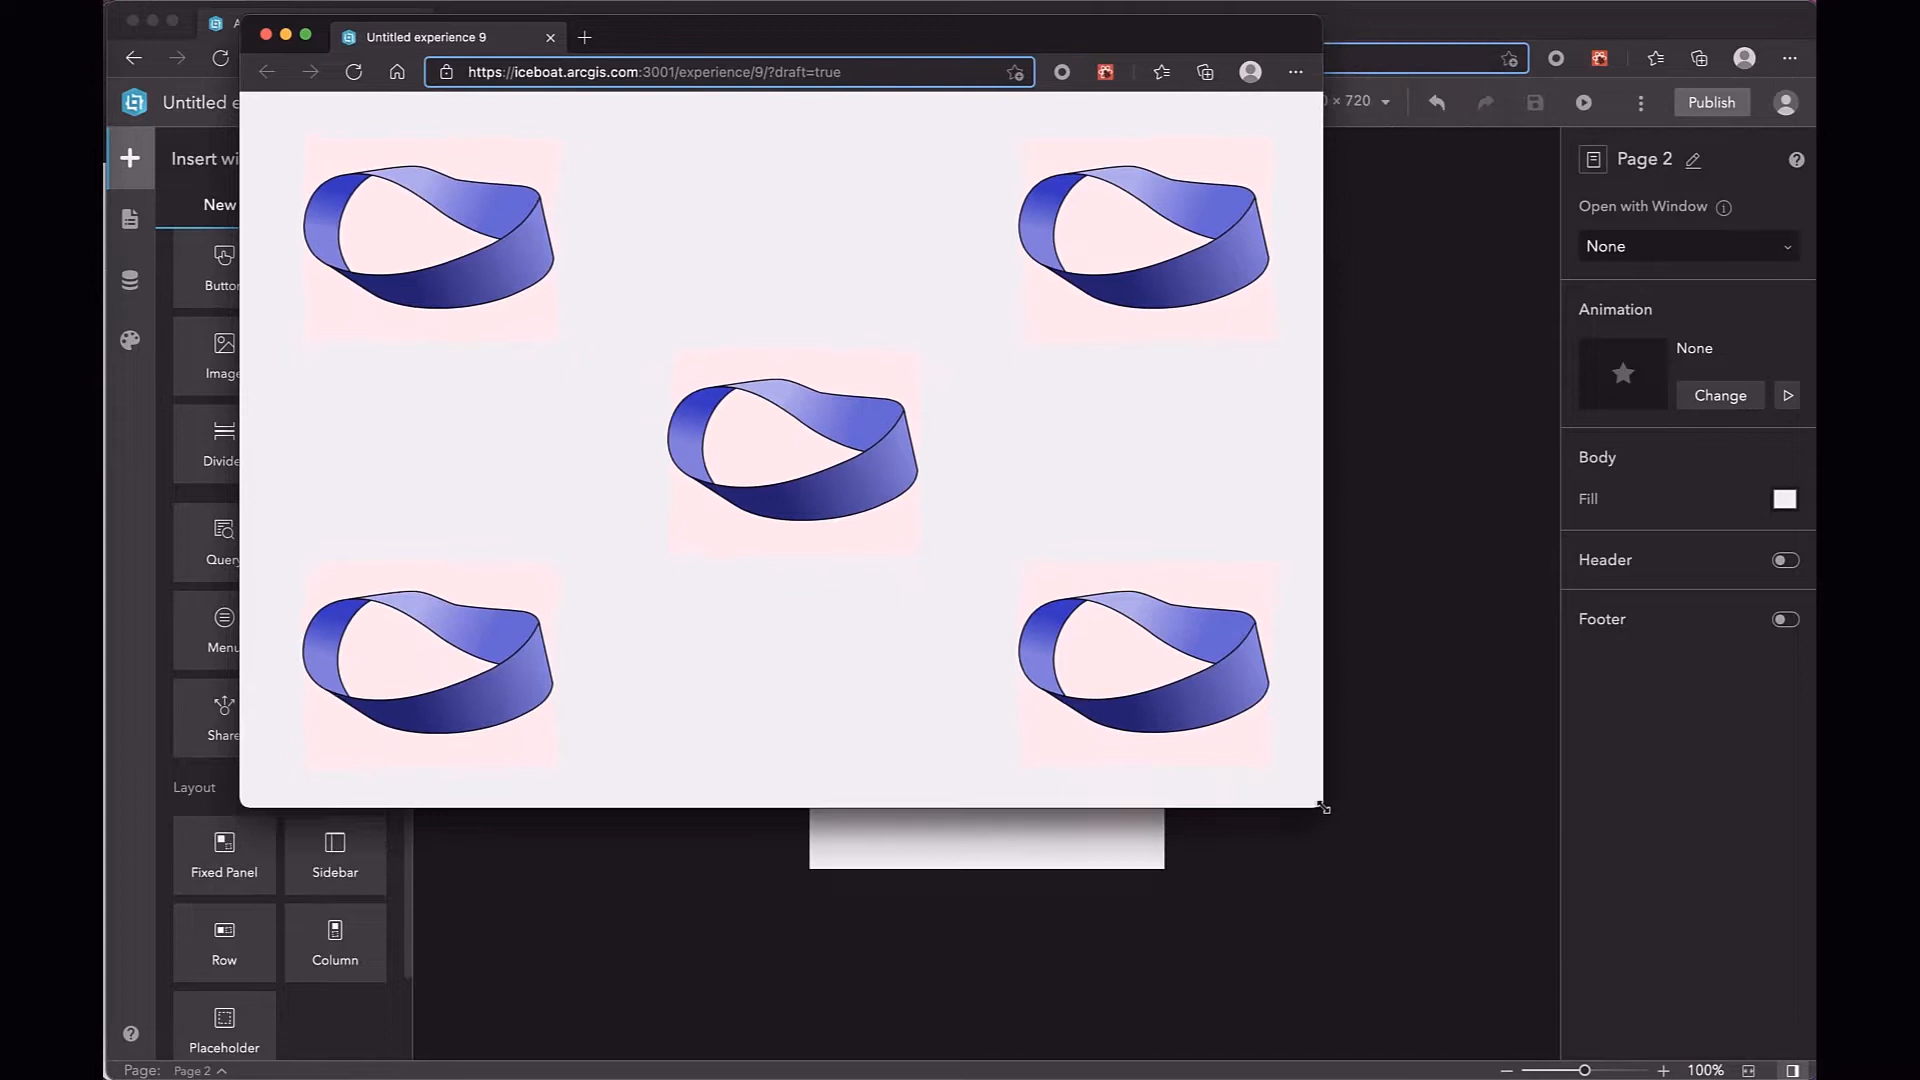 A
Untitled experience 9
https://iceboat.arcgis.com:3001/experience/9/?draft=true
Untitled e
× 720
Publish
Insert wi
New
Button
Image
Divide
Query
Menu
Share
Layout
Fixed Panel
Sidebar
Row
Column
Placeholder
Page 2
Open with Window
None
Animation
None
Change
Body
Fill
Header
Footer
Page: Page 2
100%